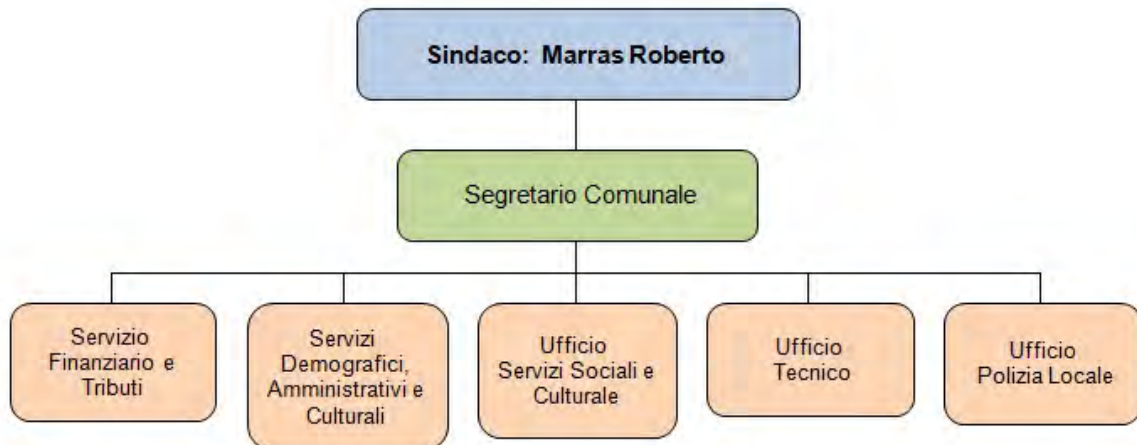 Sindaco: Marras Roberto
Segretario Comunale
Servizio
Finanziario e
Tributi
Servizi
Demografici,
Amministrativi e
Culturali
Ufficio
Servizi Sociali e
Culturale
Ufficio
Tecnico
Ufficio
Polizia Locale